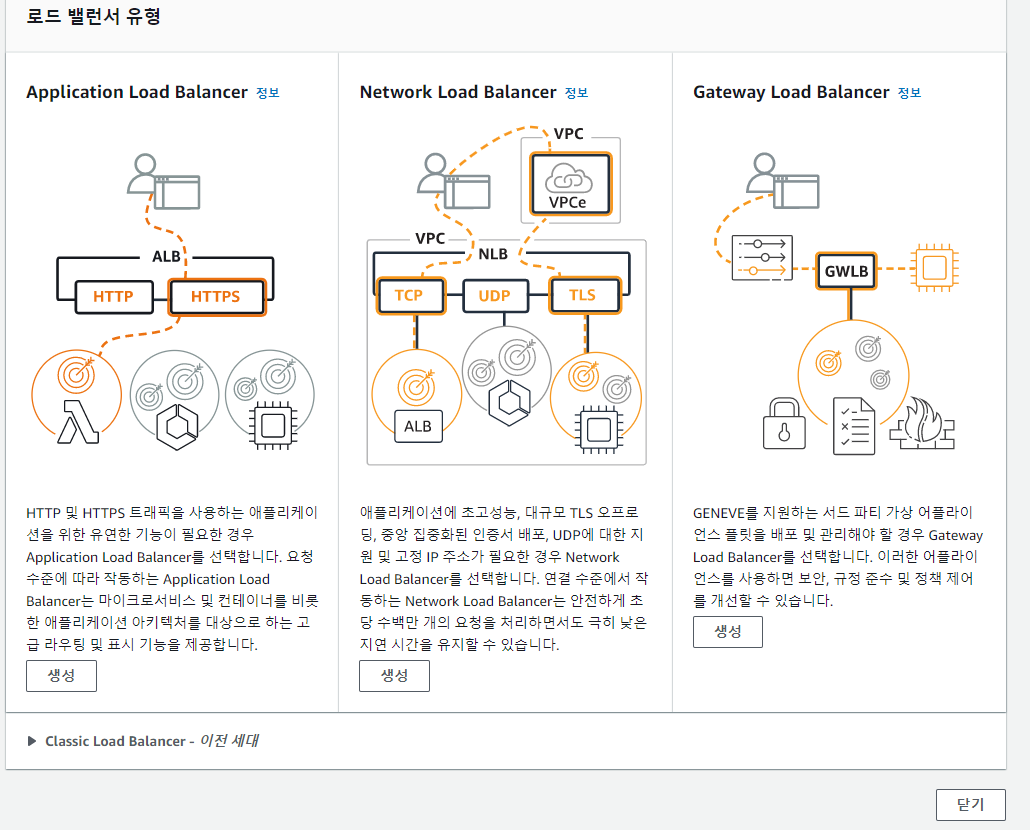 로드 밸런서 유형
Application Load Balancer 정보
ALB
HTTP
HTTPS
HTTP 및 HTTPS 트래픽을 사용하는 애플리케이
션을 위한 유연한 기능이 필요한 경우
Application Load Balancer를 선택합니다. 요청
수준에 따라 작동하는 Application Load
Balancer는 마이크로서비스 및 컨테이너를 비롯
한 애플리케이션 아키텍처를 대상으로 하는 고
급 라우팅 및 표시 기능을 제공합니다.
생성
Network Load Balancer 정보
VPC
VPCe
VPC
NLB
TCP
UDP
TLS
ALB
애플리케이션에 초고성능, 대규모 TLS 오프로
딩, 중앙 집중화된 인증서 배포, UDP에 대한 지
원 및 고정 IP 주소가 필요한 경우 Network
Load Balancer를 선택합니다. 연결 수준에서 작
동하는 Network Load Balancer는 안전하게 초
당 수백만 개의 요청을 처리하면서도 극히 낮은
지연 시간을 유지할 수 있습니다.
생성
Gateway Load Balancer 정보
GWLB
GENEVE를 지원하는 서드 파티 가상 어플라이
언스 플릿을 배포 및 관리해야 할 경우 Gateway
Load Balancer를 선택합니다. 이러한 어플라이
언스를 사용하면 보안, 규정 준수 및 정책 제어
를 개선할 수 있습니다.
생성
Classic Load Balancer - 이전 세대
닫기